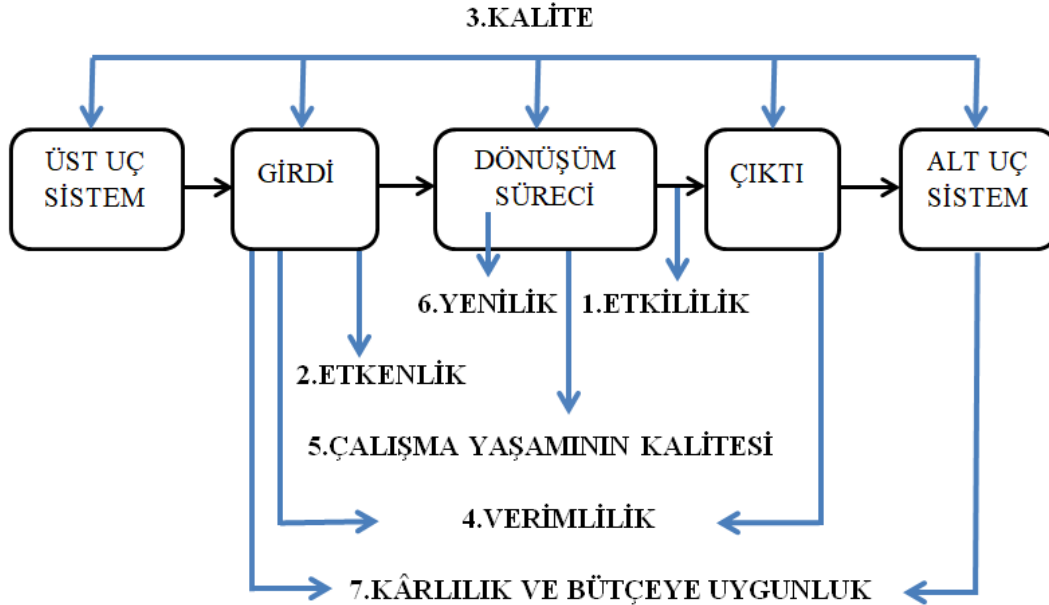 3.KALİTE
ÜST UÇ
SİSTEM
GİRDİ
DÖNÜŞÜM
SÜRECİ
ÇIKTI
ALT UÇ
SİSTEM
6.YENİLİK
1.ETKİLİLİK
2.ETKENLİK
5.ÇALIŞMA YAŞAMININ KALİTESİ
4.VERİMLİLİK
7.KÂRLILIK VE BÜTÇEYE UYGUNLUK